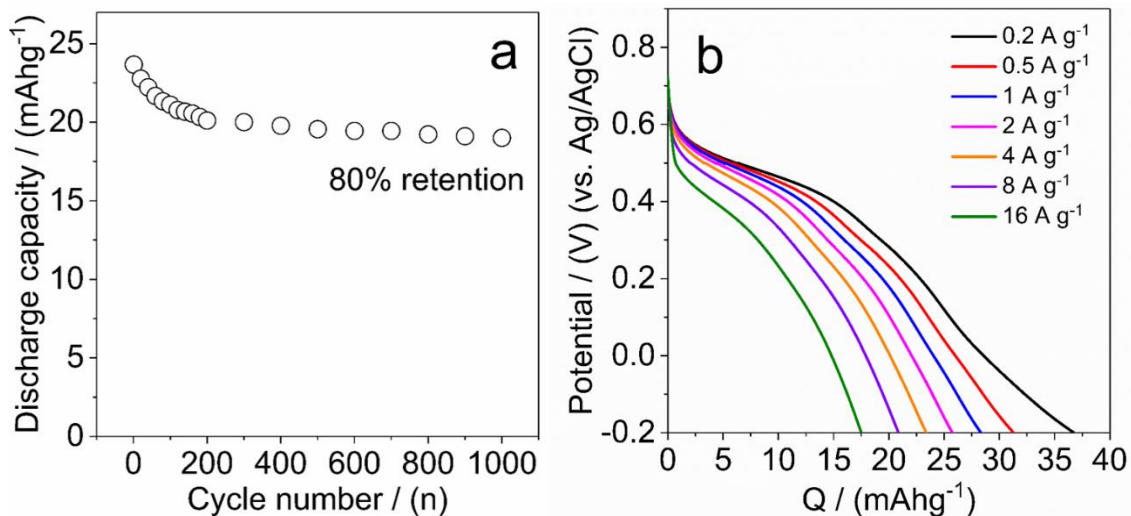 a
25
20
15
10
5
0
Discharge capacity / (mAhg⁻¹)
80% retention
0 200 400 600 800 1000
Cycle number / (n)
b
0.8
0.6
0.4
0.2
0.0
-0.2
Potential / (V) (vs. Ag/AgCl)
0.2 A g⁻¹
0.5 A g⁻¹
1 A g⁻¹
2 A g⁻¹
4 A g⁻¹
8 A g⁻¹
16 A g⁻¹
0 5 10 15 20 25 30 35 40
Q / (mAhg⁻¹)